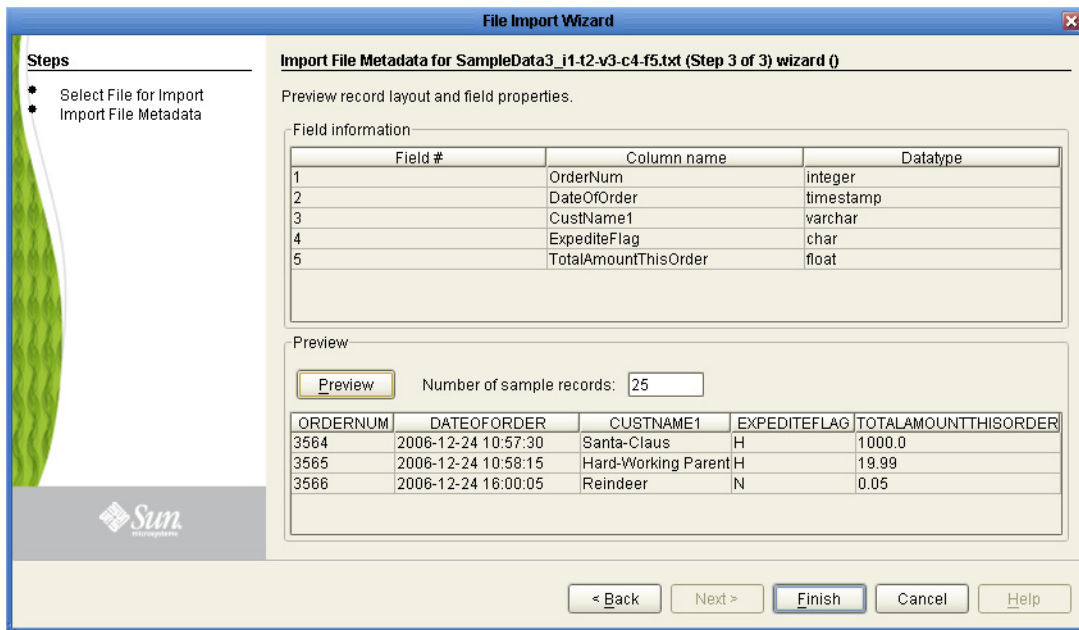 File Import Wizard
Steps
Select File for Import
Import File Metadata
Sun
microsystems
Import File Metadata for SampleData3_i1-t2-v3-c4-f5.txt (Step 3 of 3) wizard ()
Preview record layout and field properties.
Field information
Field # Column name Datatype
1 OrderNum integer
2 DateOfOrder timestamp
3 CustName1 varchar
4 ExpediteFlag char
5 TotalAmountThisOrder float
Preview
Preview Number of sample records: 25
ORDERNUM DATEOFORDER CUSTNAME1 EXPEDITEFLAG TOTALAMOUNTTHISORDER
3564 2006-12-24 10:57:30 Santa-Claus H 1000.0
3565 2006-12-24 10:58:15 Hard-Working Parent H 19.99
3566 2006-12-24 16:00:05 Reindeer N 0.05
< Back Next > Finish Cancel Help